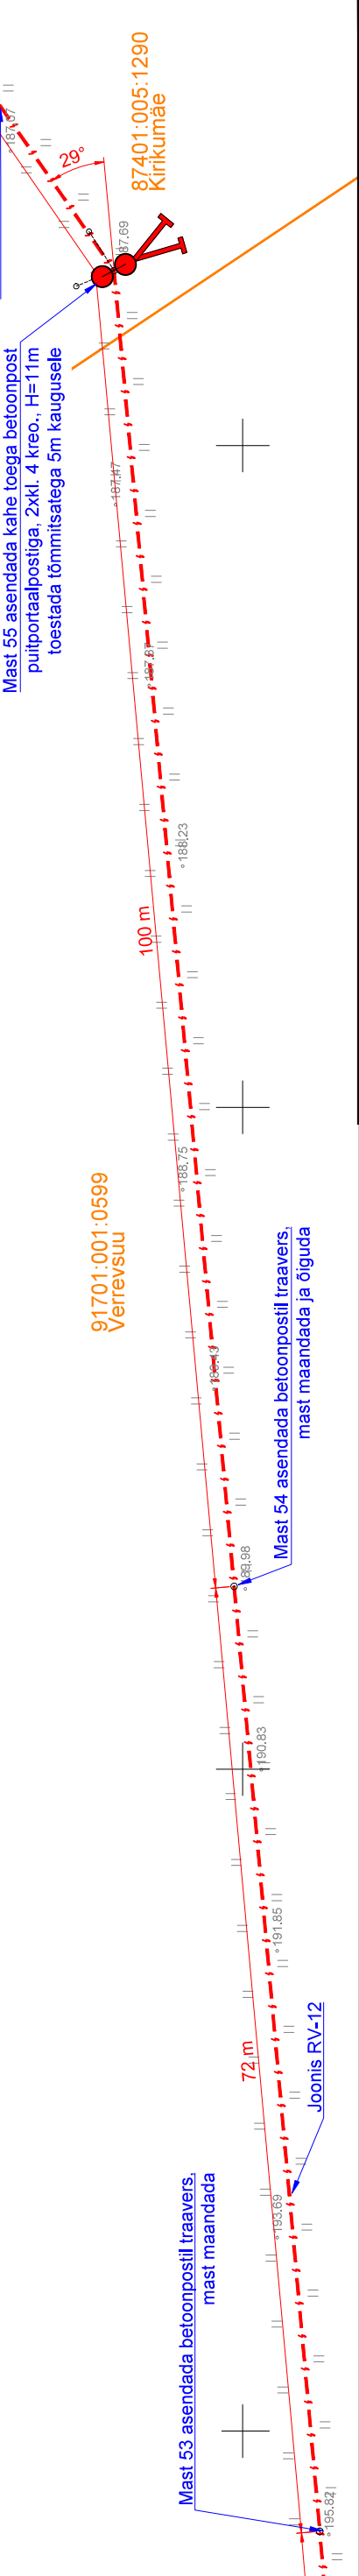 187.07
29°
87401:005:1290
Kirikumäe
Mast 55 asendada kahe toega betoonpost
puitportaalpostiga, 2xkl. 4 kreo., H=11m
toestada tõmmitsatega 5m kaugusele
187.47
188.23
100 m
188.75
91701:001:0599
Verrevsuu
Mast 54 asendada betoonpostil traavers,
mast maandada ja õiguda
189.98
190.83
191.85
72 m
Joonis RV-12
193.69
Mast 53 asendada betoonpostil traavers,
mast maandada
195.82